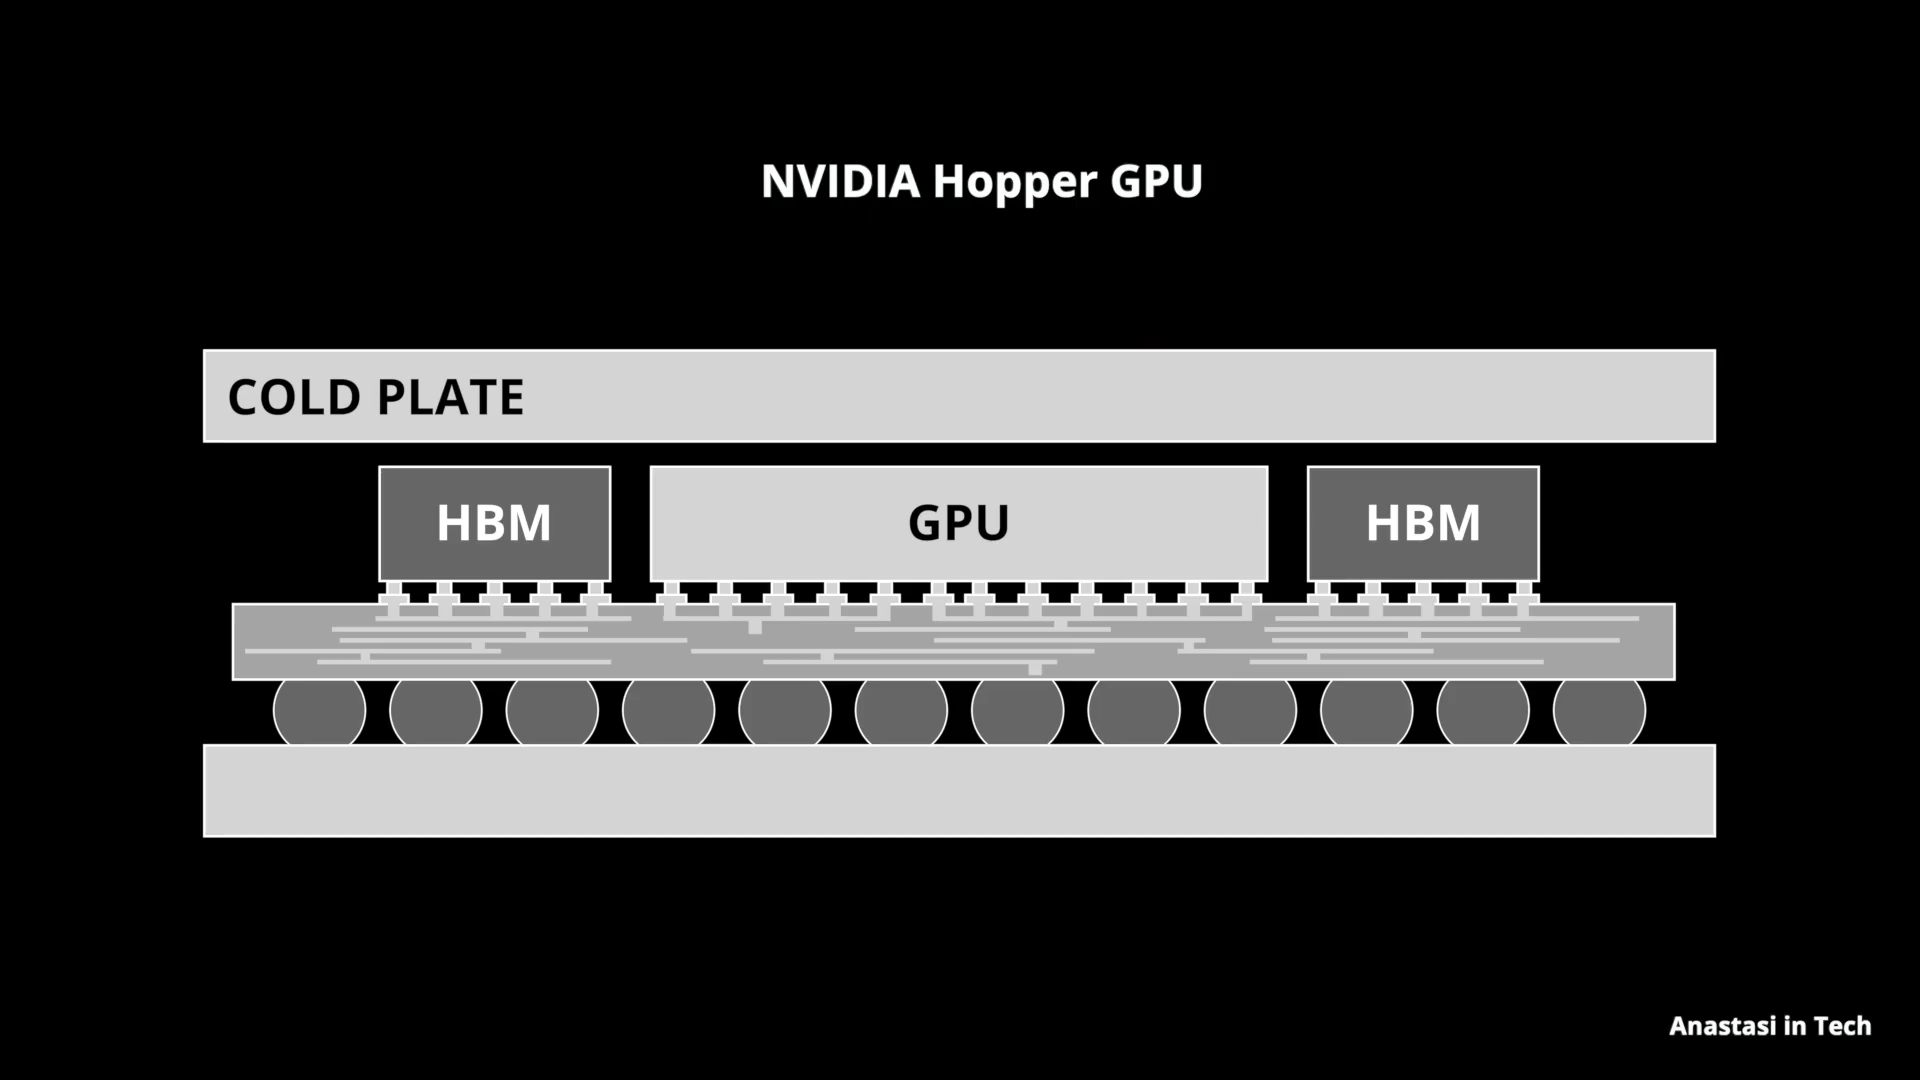 NVIDIA Hopper GPU
COLD PLATE
HBM
GPU
HBM
Anastasi in Tech